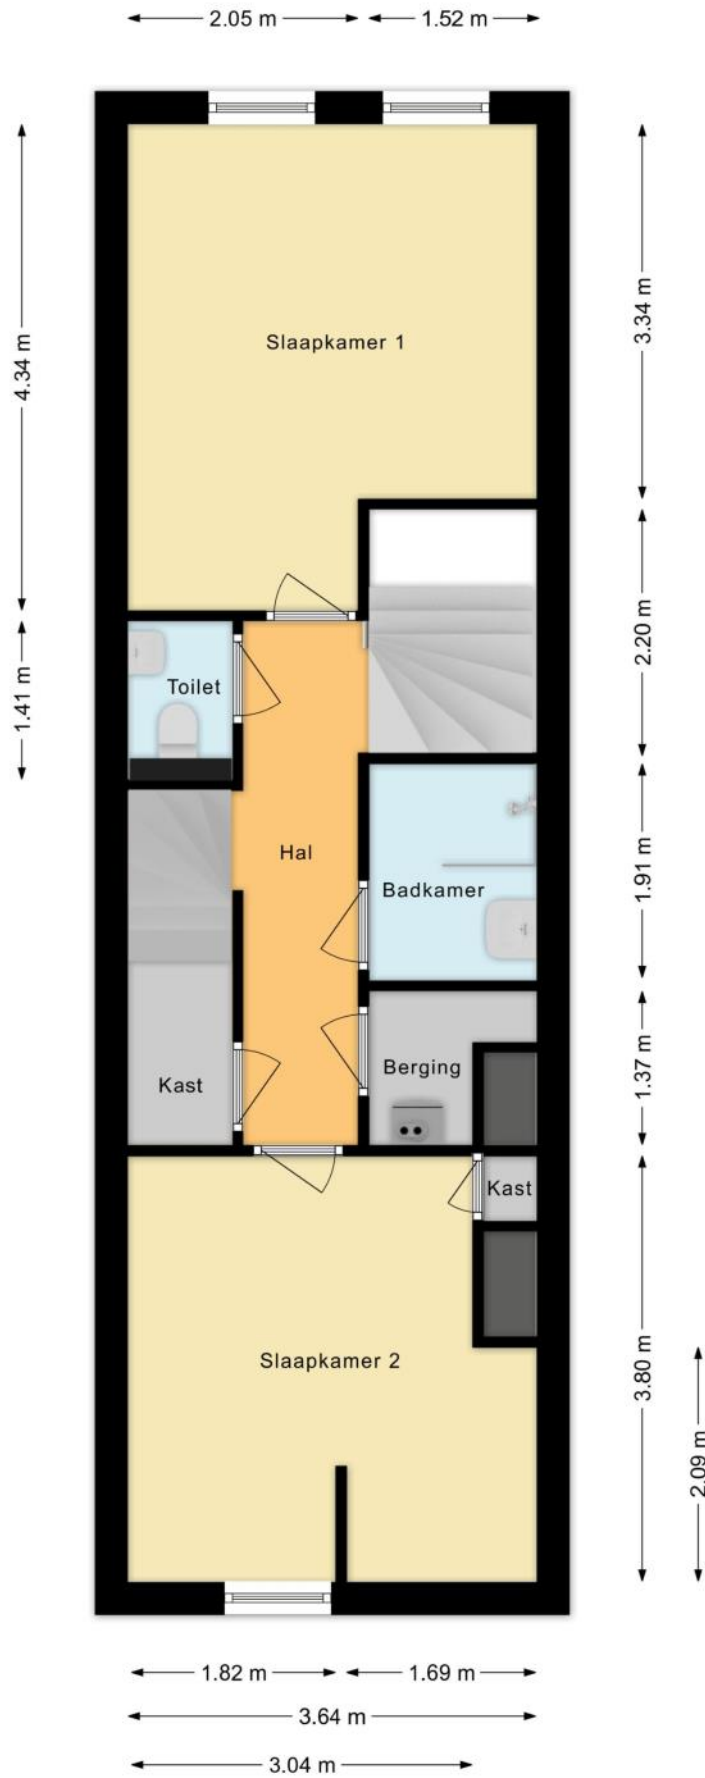 2.05 m
1.52 m
4.34 m
3.34 m
Slaapkamer 1
2.20 m
1.41 m
Toilet
Hal
1.91 m
Badkamer
1.37 m
Berging
Kast
Kast
3.80 m
Slaapkamer 2
2.09 m
1.82 m
1.69 m
3.64 m
3.04 m